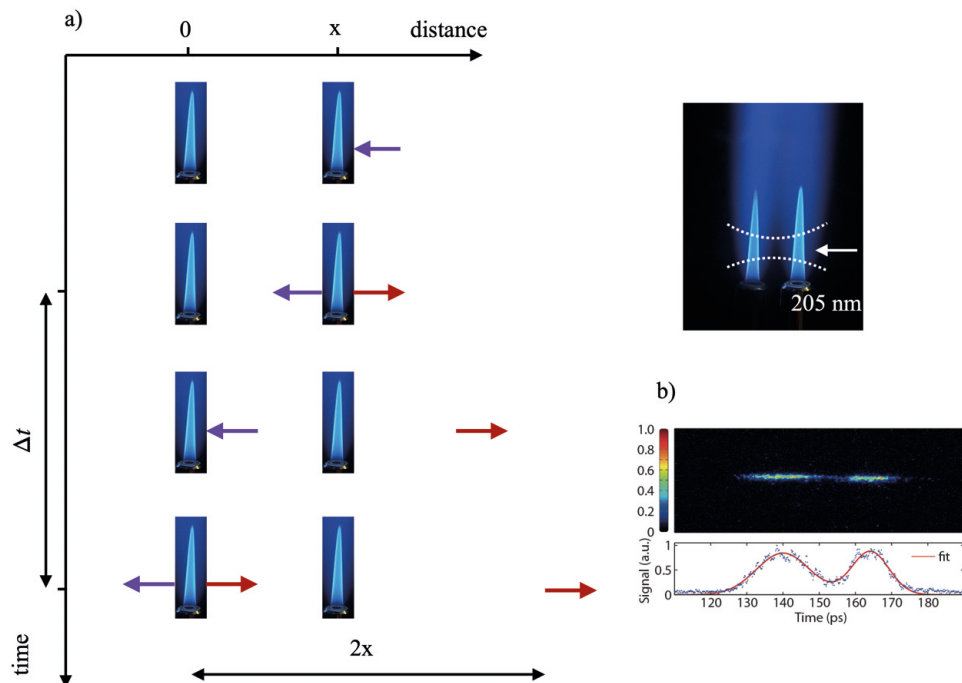 a)
0 x distance
205 nm
Δt
b)
1.0
0.8
0.6
0.4
0.2
0
Signal (a.u.)
1
0.5
0
fit
120 130 140 150 160 170 180
Time (ps)
time
2x